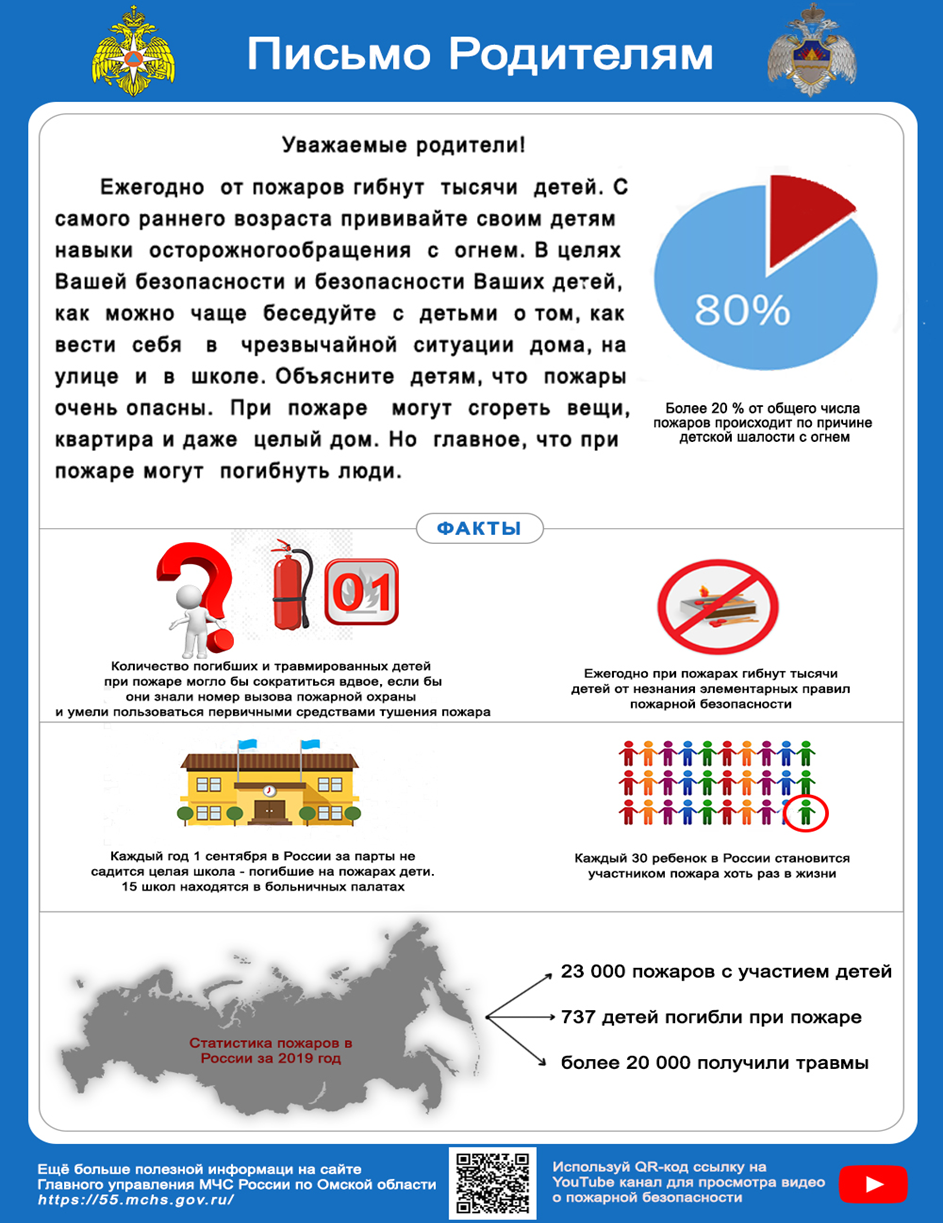 Письмо Родителям
Уважаемые родители!
Ежегодно от пожаров гибнут тысячи детей. С
самого раннего возраста прививайте своим детям
навыки осторожногообращения с огнем. В целях
Вашей безопасности и безопасности Ваших детей,
как можно чаще беседуйте с детьми о том, как
вести себя в чрезвычайной ситуации дома, на
улице и в школе. Объясните детям, что пожары
очень опасны. При пожаре могут сгореть вещи,
квартира и даже целый дом. Но главное, что при
пожаре могут погибнуть люди.
80%
Более 20 % от общего числа
пожаров происходит по причине
детской шалости с огнем
ФАКТЫ
01
Количество погибших и травмированных детей
при пожаре могло бы сократиться вдвое, если бы
они знали номер вызова пожарной охраны
и умели пользоваться первичными средствами тушения пожара
Ежегодно при пожарах гибнут тысячи
детей от незнания элементарных правил
пожарной безопасности
Каждый год 1 сентября в России за парты не
садится целая школа - погибшие на пожарах дети.
15 школ находятся в больничных палатах
Каждый 30 ребенок в России становится
участником пожара хоть раз в жизни
Статистика пожаров в
России за 2019 год
23 000 пожаров с участием детей
737 детей погибли при пожаре
более 20 000 получили травмы
Ещё больше полезной информаци на сайте
Главного управления МЧС России по Омской области
https://55.mchs.gov.ru/
Используй QR-код ссылку на
YouTube канал для просмотра видео
о пожарной безопасности